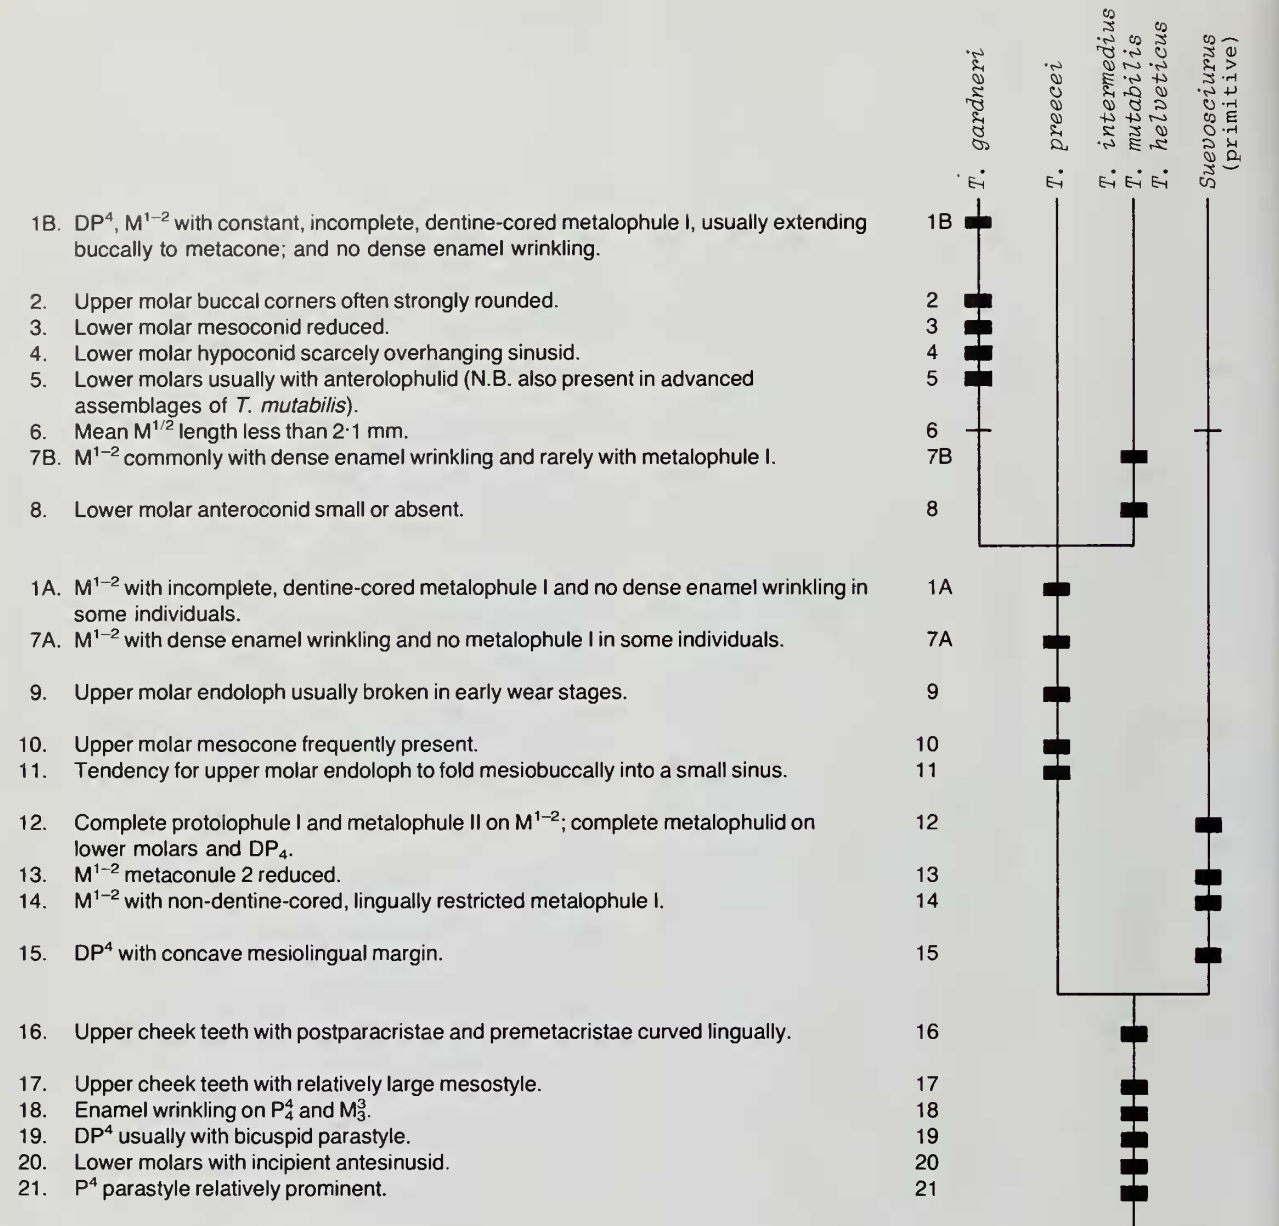 T. gardneri
T. preecei
T. intermedius
T. mutabilis
T. helveticus
Suevosciurus
(primitive)
1B. DP⁴, M¹⁻² with constant, incomplete, dentine-cored metalophule I, usually extending 1B
buccally to metacone; and no dense enamel wrinkling.
2. Upper molar buccal corners often strongly rounded. 2
3. Lower molar mesoconid reduced. 3
4. Lower molar hypoconid scarcely overhanging sinusid. 4
5. Lower molars usually with anterolophulid (N.B. also present in advanced 5
assemblages of T. mutabilis).
6. Mean M¹ᐟ² length less than 2·1 mm. 6
7B. M¹⁻² commonly with dense enamel wrinkling and rarely with metalophule I. 7B
8. Lower molar anteroconid small or absent. 8
1A. M¹⁻² with incomplete, dentine-cored metalophule I and no dense enamel wrinkling in 1A
some individuals.
7A. M¹⁻² with dense enamel wrinkling and no metalophule I in some individuals. 7A
9. Upper molar endoloph usually broken in early wear stages. 9
10. Upper molar mesocone frequently present. 10
11. Tendency for upper molar endoloph to fold mesiobuccally into a small sinus. 11
12. Complete protolophule I and metalophule II on M¹⁻²; complete metalophulid on 12
lower molars and DP₄.
13. M¹⁻² metaconule 2 reduced. 13
14. M¹⁻² with non-dentine-cored, lingually restricted metalophule I. 14
15. DP⁴ with concave mesiolingual margin. 15
16. Upper cheek teeth with postparacristae and premetacristae curved lingually. 16
17. Upper cheek teeth with relatively large mesostyle. 17
18. Enamel wrinkling on P⁴₄ and M³₃. 18
19. DP⁴ usually with bicuspid parastyle. 19
20. Lower molars with incipient antesinusid. 20
21. P⁴ parastyle relatively prominent. 21